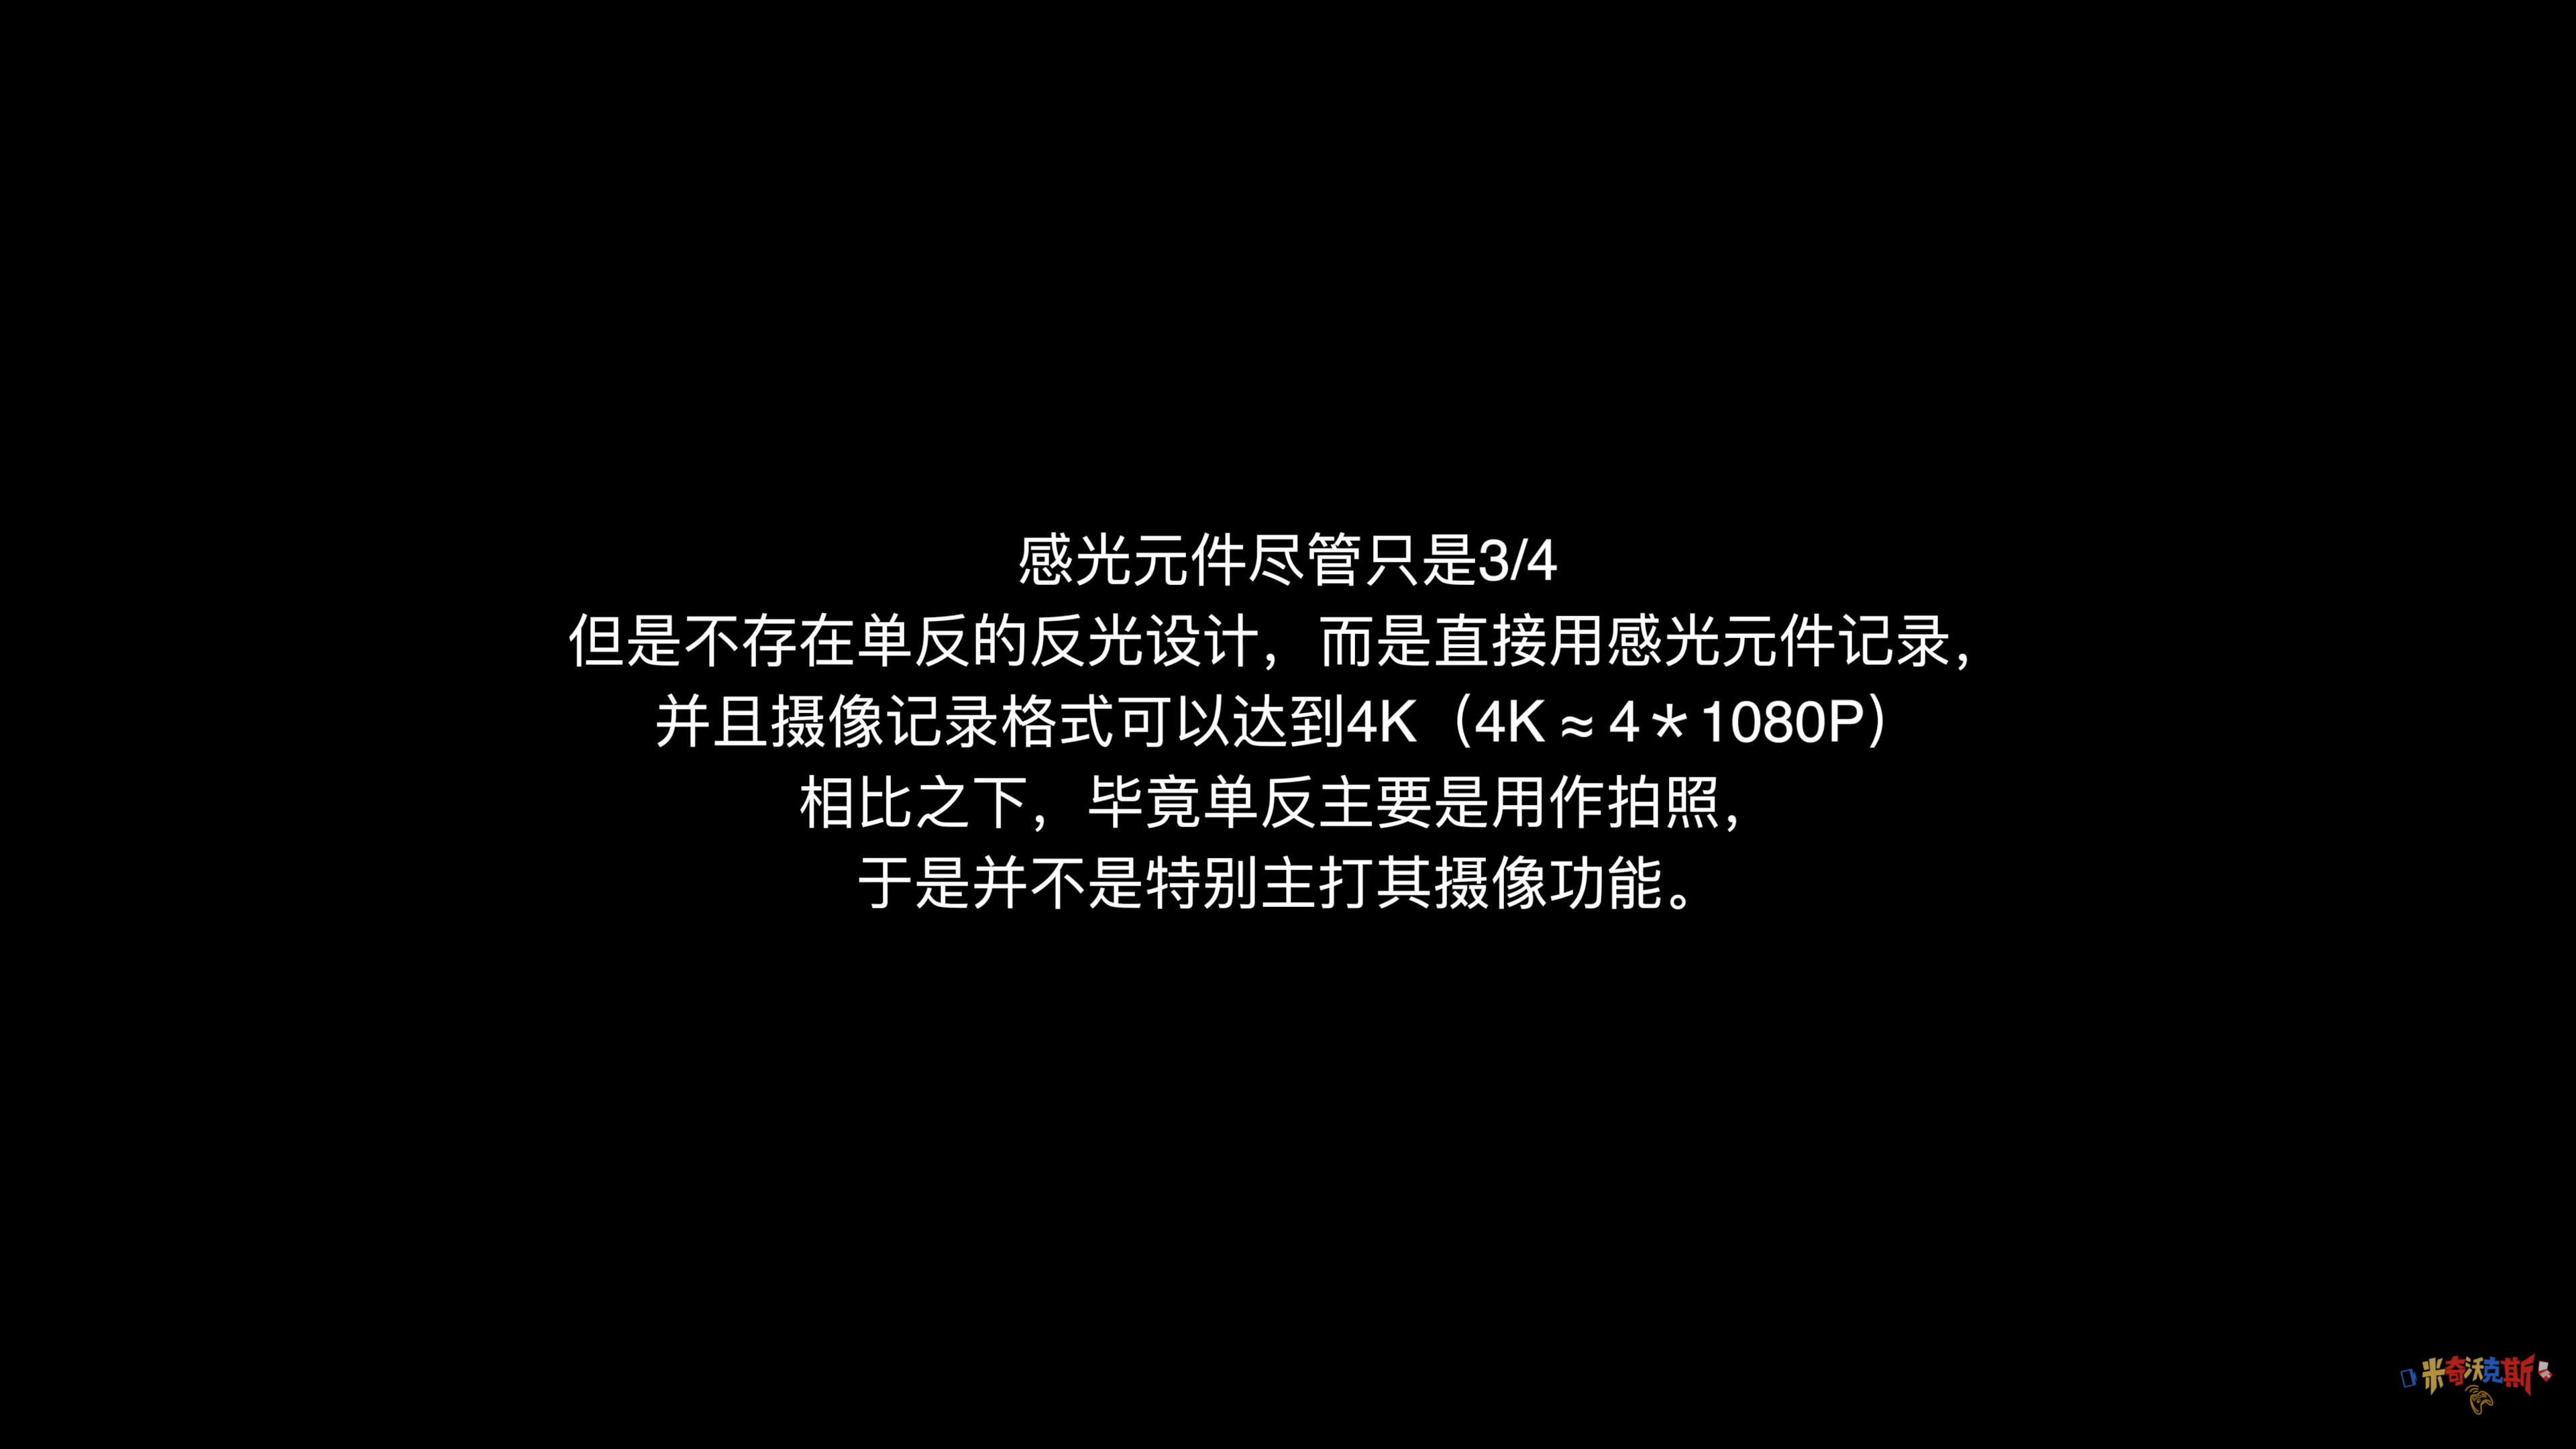 感光元件尽管只是3/4
但是不存在单反的反光设计，而是直接用感光元件记录，
并且摄像记录格式可以达到4K（4K≈4*1080P）
相比之下，毕竟单反主要是用作拍照，
于是并不是特别主打其摄像功能。
米奇沃克斯